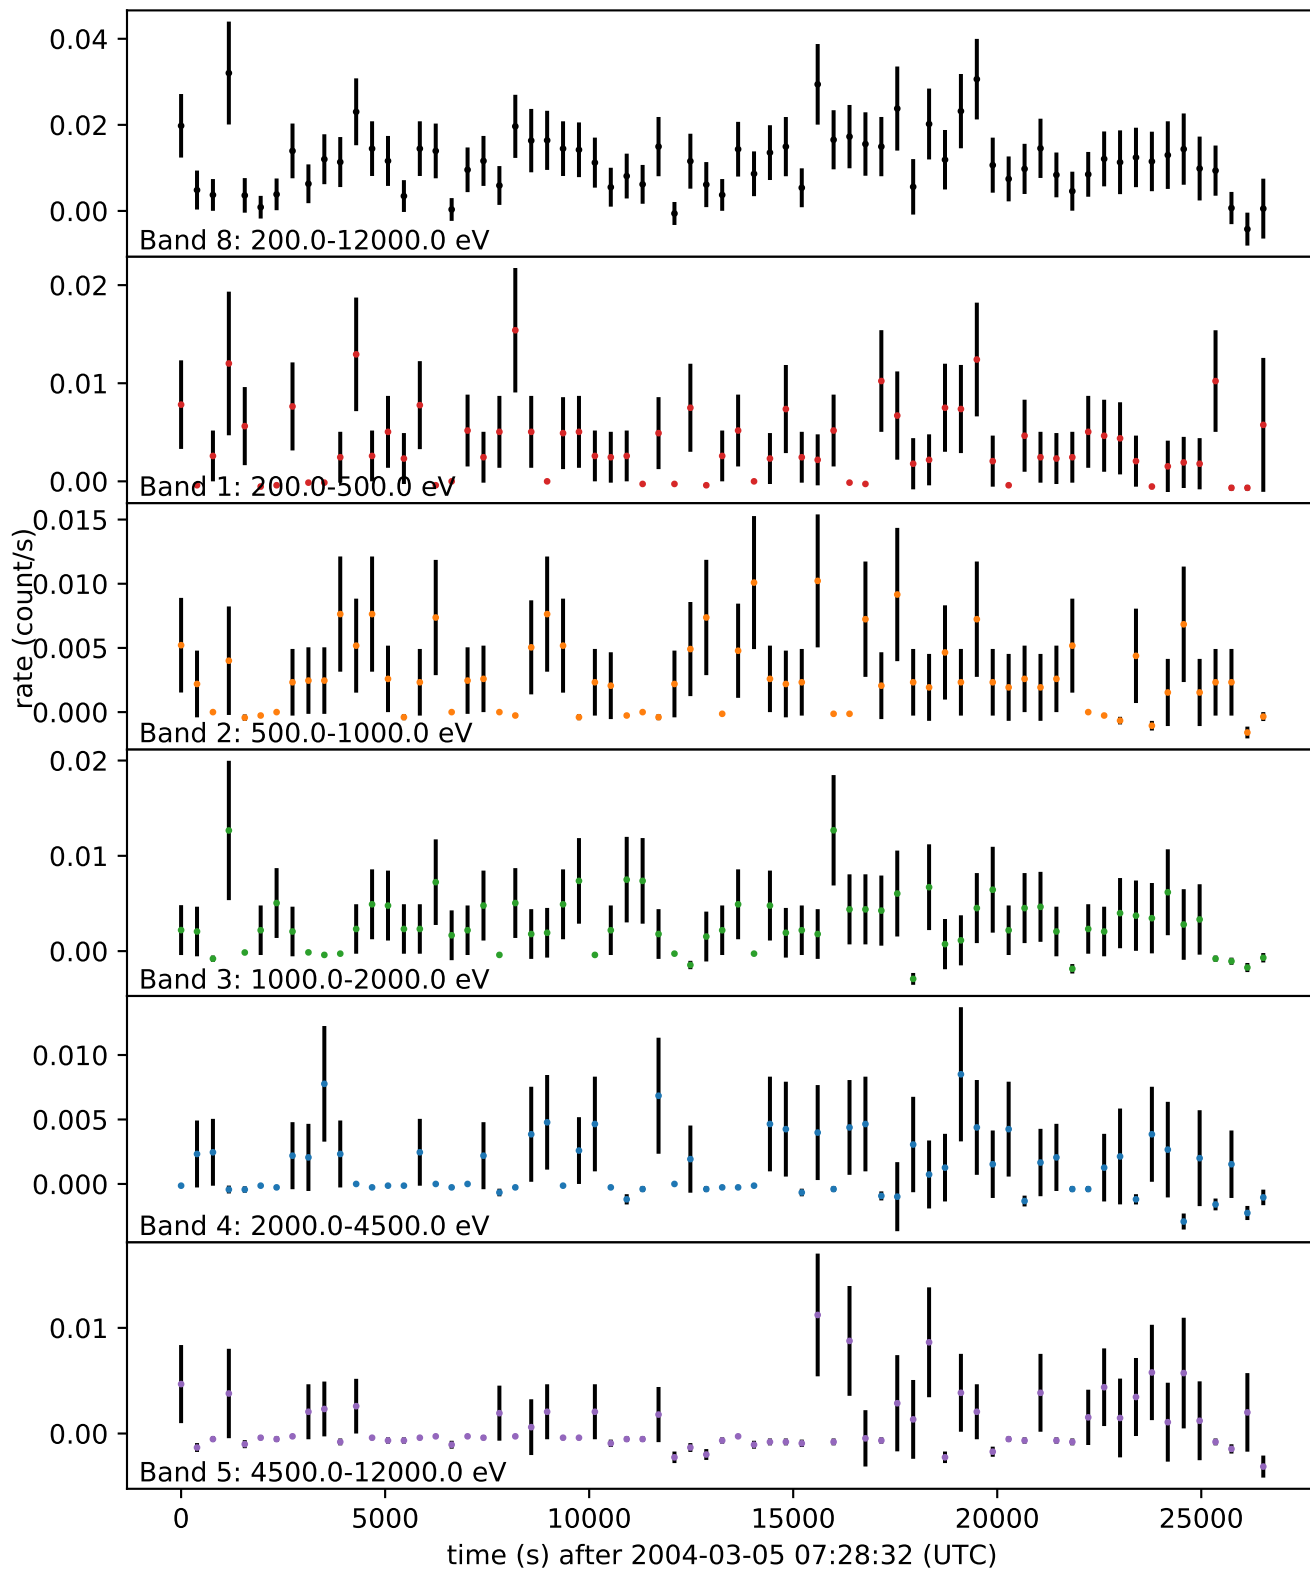 0.04
0.02
0.00
Band 8: 200.0-12000.0 eV
0.02
0.01
0.00
Band 1: 200.0-500.0 eV
0.015
0.010
0.005
0.000
Band 2: 500.0-1000.0 eV
rate (count/s)
0.02
0.01
0.00
Band 3: 1000.0-2000.0 eV
0.010
0.005
0.000
Band 4: 2000.0-4500.0 eV
0.01
0.00
Band 5: 4500.0-12000.0 eV
0 5000 10000 15000 20000 25000
time (s) after 2004-03-05 07:28:32 (UTC)